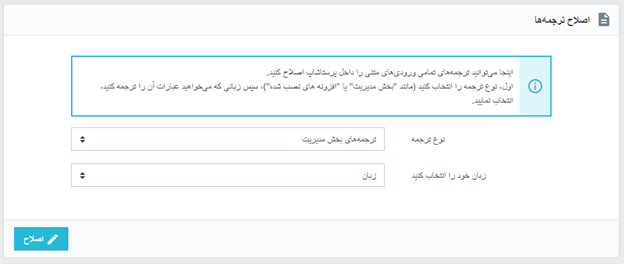 اصلاح ترجمه‌ها
اینجا می‌توانید ترجمه‌های تمامی ورودی‌های متنی را داخل پرستاشاپ اصلاح کنید.
اول، نوع ترجمه را انتخاب کنید (مانند "بخش مدیریت" یا "افزونه های نصب شده")، سپس زبانی که می‌خواهید عبارات آن را ترجمه کنید،
انتخاب نمایید.
نوع ترجمه
ترجمه‌های بخش مدیریت
زبان خود را انتخاب کنید
زبان
اصلاح